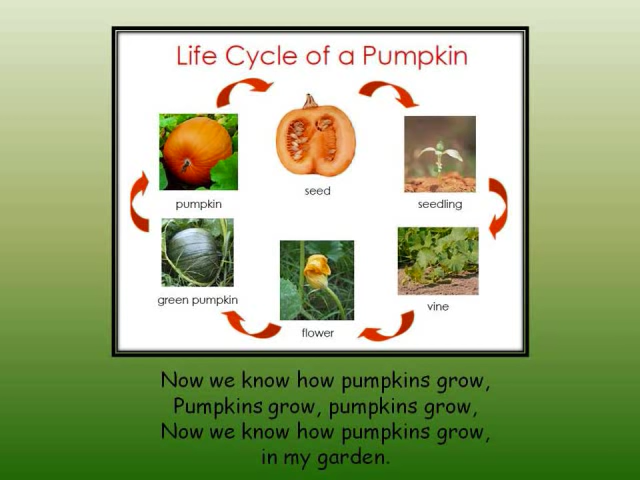 Life Cycle of a Pumpkin
seed
pumpkin
seedling
green pumpkin
vine
flower
Now we know how pumpkins grow,
Pumpkins grow, pumpkins grow,
Now we know how pumpkins grow,
in my garden.